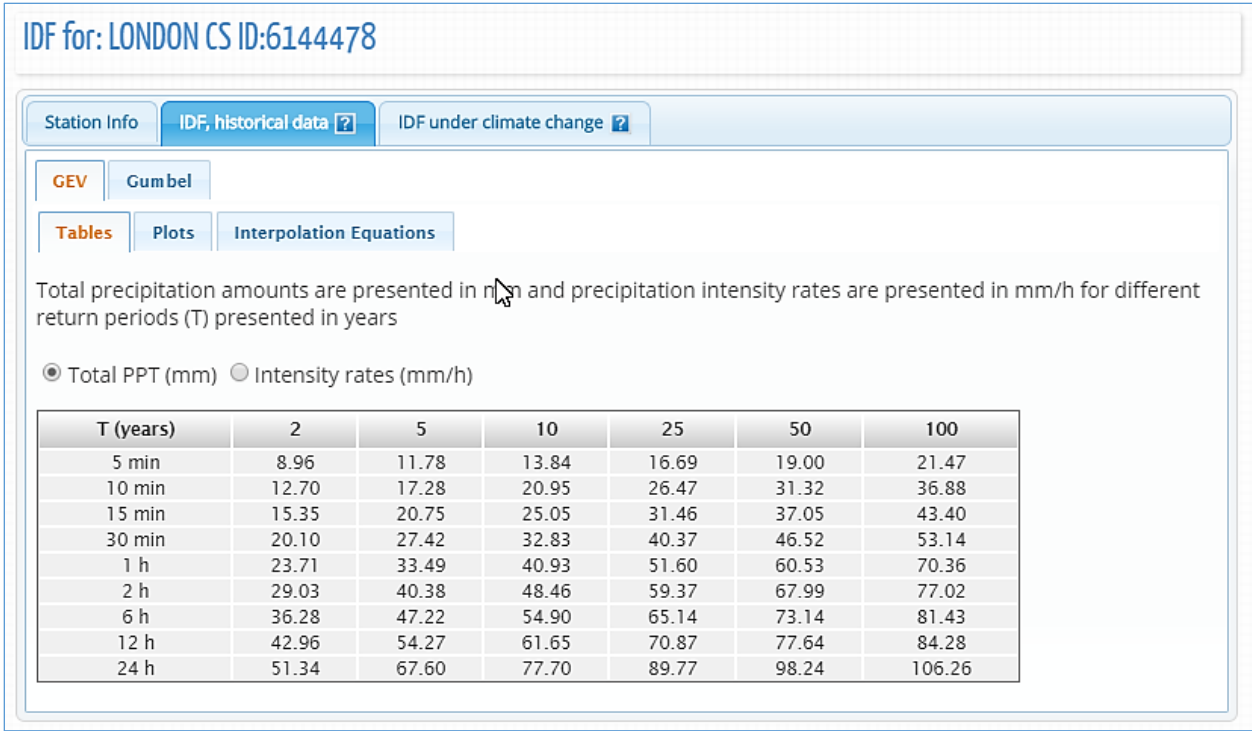 IDF for: LONDON CS ID:6144478
Station Info IDF, historical data ? IDF under climate change ?
GEV Gumbel
Tables Plots Interpolation Equations
Total precipitation amounts are presented in mm and precipitation intensity rates are presented in mm/h for different
return periods (T) presented in years
Total PPT (mm) Intensity rates (mm/h)
T (years) 2 5 10 25 50 100
5 min 8.96 11.78 13.84 16.69 19.00 21.47
10 min 12.70 17.28 20.95 26.47 31.32 36.88
15 min 15.35 20.75 25.05 31.46 37.05 43.40
30 min 20.10 27.42 32.83 40.37 46.52 53.14
1 h 23.71 33.49 40.93 51.60 60.53 70.36
2 h 29.03 40.38 48.46 59.37 67.99 77.02
6 h 36.28 47.22 54.90 65.14 73.14 81.43
12 h 42.96 54.27 61.65 70.87 77.64 84.28
24 h 51.34 67.60 77.70 89.77 98.24 106.26